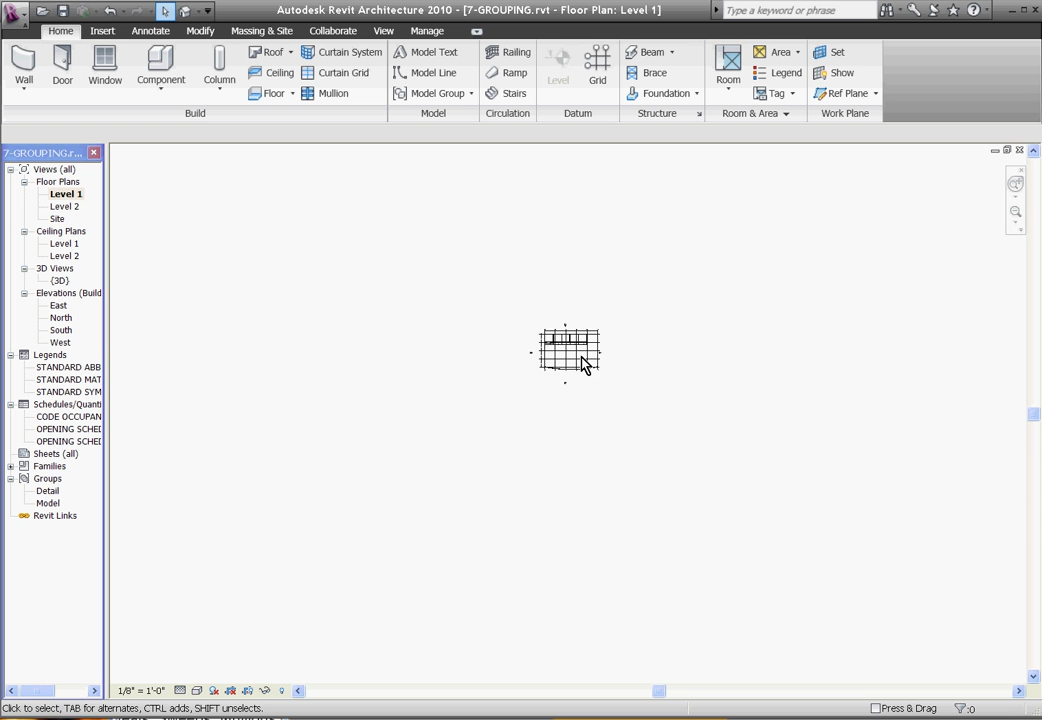 Autodesk Revit Architecture 2010 - [7-GROUPING.rvt - Floor Plan: Level 1]
Type a keyword or phrase
Home Insert Annotate Modify Massing & Site Collaborate View Manage
Wall Door Window Component Column Roof Curtain System Model Text Railing Level Grid Beam Room Area Set
Ceiling Curtain Grid Model Line Ramp Brace Legend Show
Floor Mullion Model Group Stairs Foundation Tag Ref Plane
Build Model Circulation Datum Structure Room & Area Work Plane
7-GROUPING.r...
Views (all)
Floor Plans
Level 1
Level 2
Site
Ceiling Plans
Level 1
Level 2
3D Views
{3D}
Elevations (Build
East
North
South
West
Legends
STANDARD ABB
STANDARD MAT
STANDARD SYM
Schedules/Quanti
CODE OCCUPAN
OPENING SCHEI
OPENING SCHEI
Sheets (all)
Families
Groups
Detail
Model
Revit Links
1/8" = 1'-0"
Click to select, TAB for alternates, CTRL adds, SHIFT unselects.
Press & Drag :0